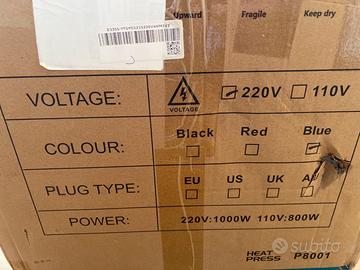 Upward Fragile Keep dry
VOLTAGE: 220V 110V
COLOUR: Black Red Blue
PLUG TYPE: EU US UK
POWER: 220V:1000W 110V:800W
HEAT PRESS P8001
subito